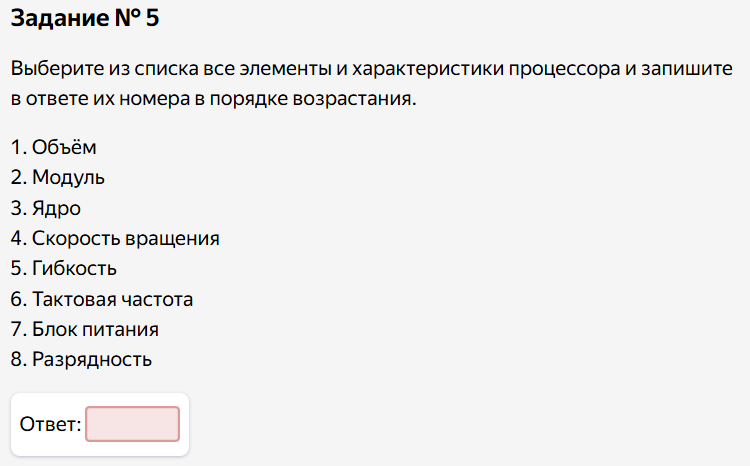 Задание № 5
Выберите из списка все элементы и характеристики процессора и запишите
в ответе их номера в порядке возрастания.
1. Объём
2. Модуль
3. Ядро
4. Скорость вращения
5. Гибкость
6. Тактовая частота
7. Блок питания
8. Разрядность
Ответ: